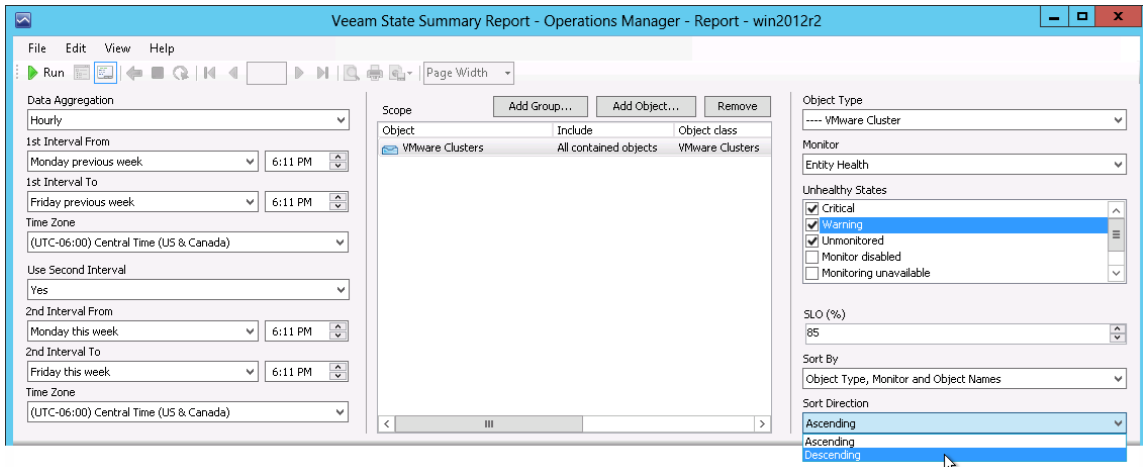 Veeam State Summary Report - Operations Manager - Report - win2012r2
File Edit View Help
Run Page Width
Data Aggregation
Hourly
1st Interval From
Monday previous week 6:11 PM
1st Interval To
Friday previous week 6:11 PM
Time Zone
(UTC-06:00) Central Time (US & Canada)
Use Second Interval
Yes
2nd Interval From
Monday this week 6:11 PM
2nd Interval To
Friday this week 6:11 PM
Time Zone
(UTC-06:00) Central Time (US & Canada)
Scope Add Group... Add Object... Remove
Object Include Object class
VMware Clusters All contained objects VMware Clusters
Object Type
---- VMware Cluster
Monitor
Entity Health
Unhealthy States
Critical
Warning
Unmonitored
Monitor disabled
Monitoring unavailable
SLO (%)
85
Sort By
Object Type, Monitor and Object Names
Sort Direction
Ascending
Ascending
Descending